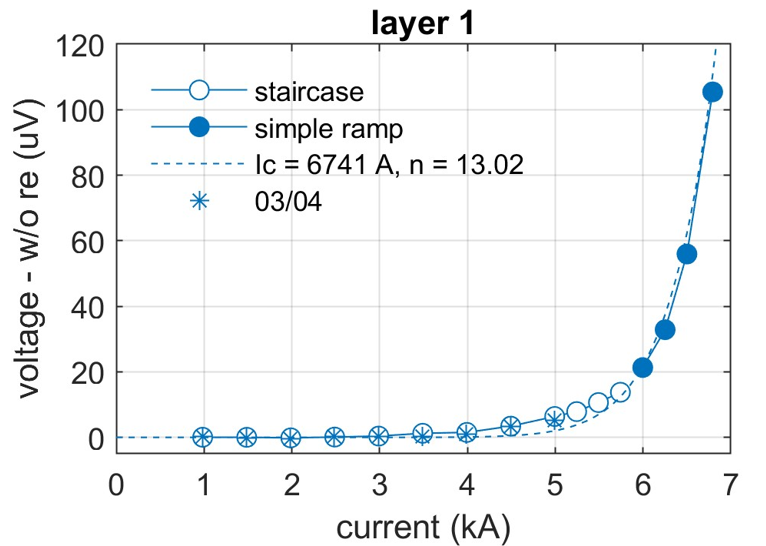 layer 1
120
100
80
60
40
20
0
voltage - w/o re (uV)
staircase
simple ramp
Ic = 6741 A, n = 13.02
03/04
0 1 2 3 4 5 6 7
current (kA)